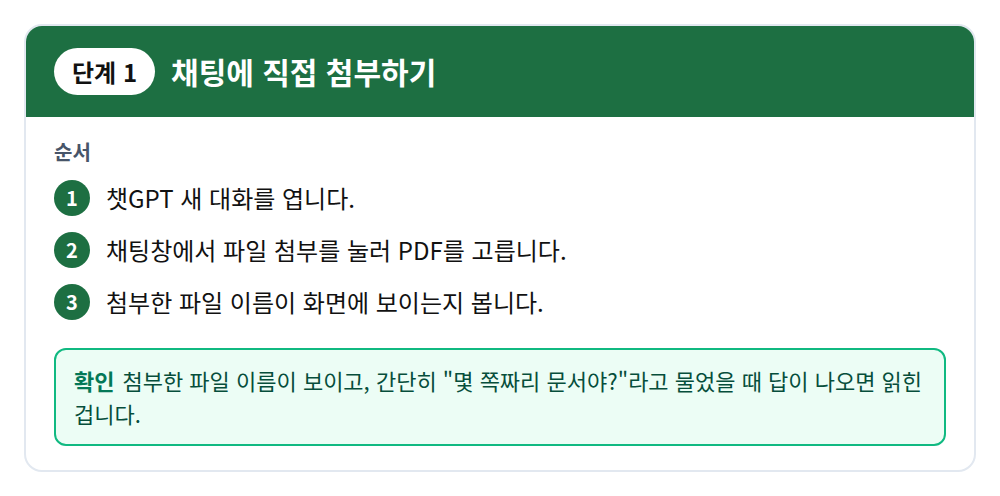 단계 1 채팅에 직접 첨부하기
순서
1 챗GPT 새 대화를 엽니다.
2 채팅창에서 파일 첨부를 눌러 PDF를 고릅니다.
3 첨부한 파일 이름이 화면에 보이는지 봅니다.
확인 첨부한 파일 이름이 보이고, 간단히 "몇 쪽짜리 문서야?"라고 물었을 때 답이 나오면 읽힌
겁니다.